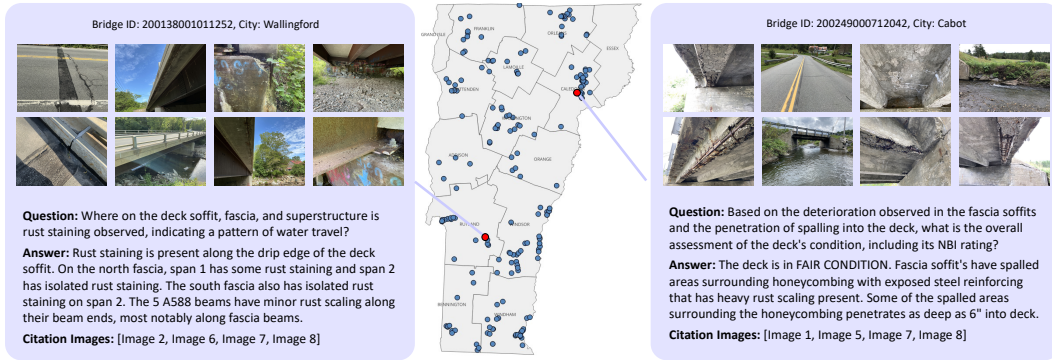 Bridge ID: 200138001011252, City: Wallingford
Question: Where on the deck soffit, fascia, and superstructure is
rust staining observed, indicating a pattern of water travel?
Answer: Rust staining is present along the drip edge of the deck
soffit. On the north fascia, span 1 has some rust staining and span 2
has isolated rust staining. The south fascia also has isolated rust
staining on span 2. The 5 A588 beams have minor rust scaling along
their beam ends, most notably along fascia beams.
Citation Images: [Image 2, Image 6, Image 7, Image 8]
FRANKLIN
ORLEANS
ESSEX
LAMOILLE
ORANGE
WINDSOR
BENNINGTON
WINDHAM
Bridge ID: 200249000712042, City: Cabot
Question: Based on the deterioration observed in the fascia soffits
and the penetration of spalling into the deck, what is the overall
assessment of the deck's condition, including its NBI rating?
Answer: The deck is in FAIR CONDITION. Fascia soffit's have spalled
areas surrounding honeycombing with exposed steel reinforcing
that has heavy rust scaling present. Some of the spalled areas
surrounding the honeycombing penetrates as deep as 6" into deck.
Citation Images: [Image 1, Image 5, Image 7, Image 8]